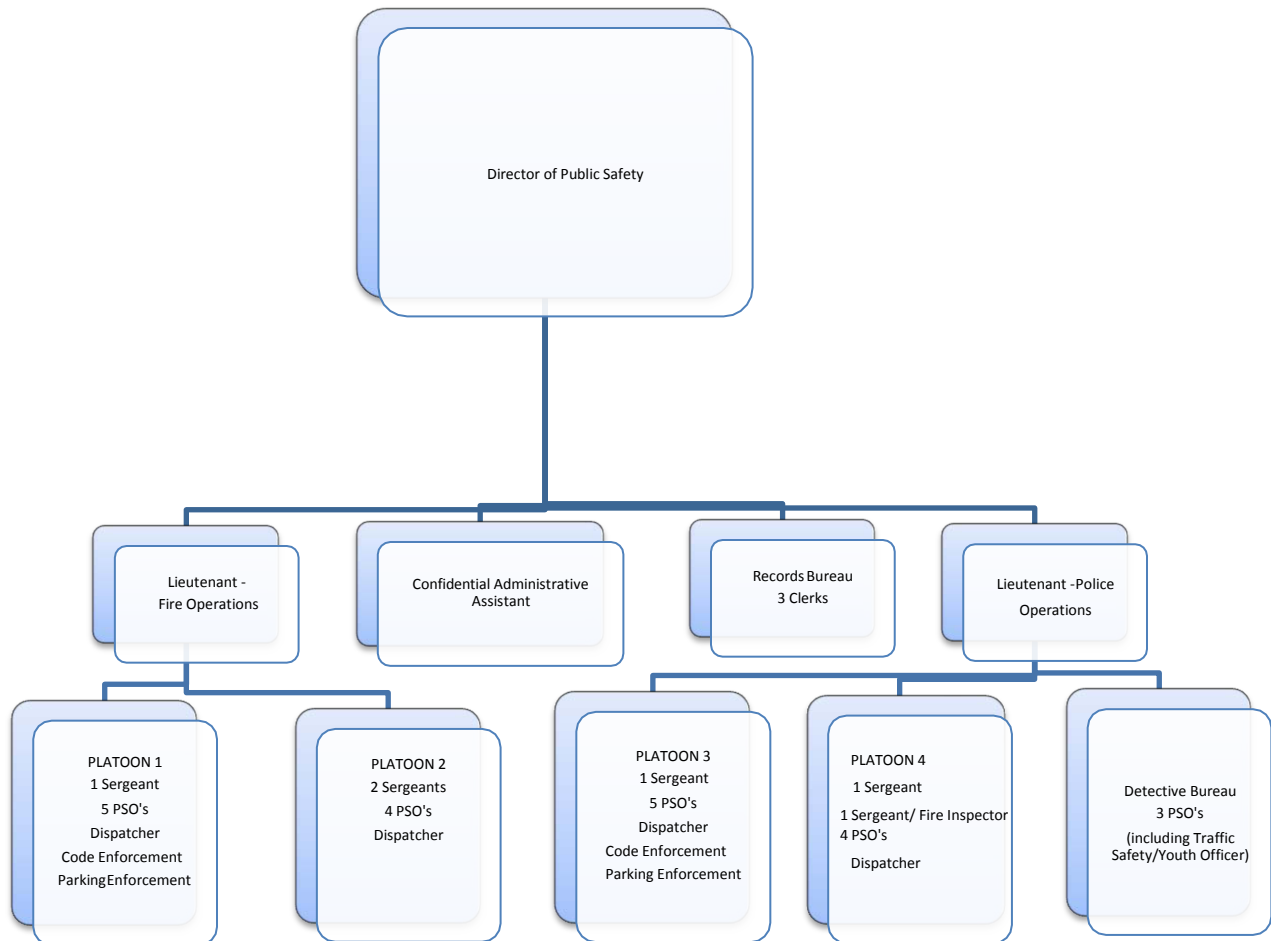 Director of Public Safety
Lieutenant -
Fire Operations
Confidential Administrative
Assistant
Records Bureau
3 Clerks
Lieutenant -Police
Operations
PLATOON 1
1 Sergeant
5 PSO's
Dispatcher
Code Enforcement
ParkingEnforcement
PLATOON 2
2 Sergeants
4 PSO's
Dispatcher
PLATOON 3
1 Sergeant
5 PSO's
Dispatcher
Code Enforcement
Parking Enforcement
PLATOON 4
1 Sergeant
1 Sergeant/ Fire Inspector
4 PSO's
Dispatcher
Detective Bureau
3 PSO's
(including Traffic
Safety/Youth Officer)